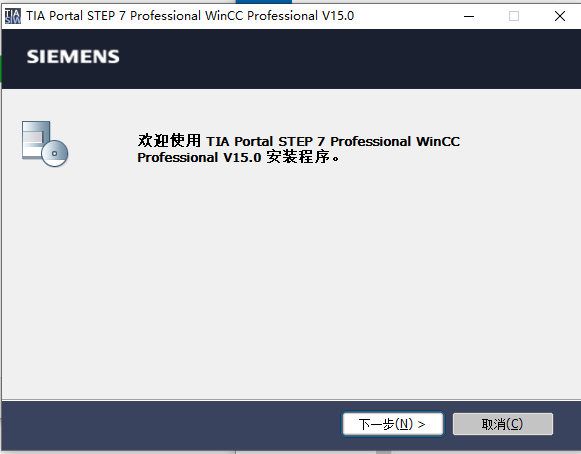 TIA Portal STEP 7 Professional WinCC Professional V15.0
SIEMENS
欢迎使用 TIA Portal STEP 7 Professional WinCC
Professional V15.0 安装程序。
下一步(N) >
取消(C)